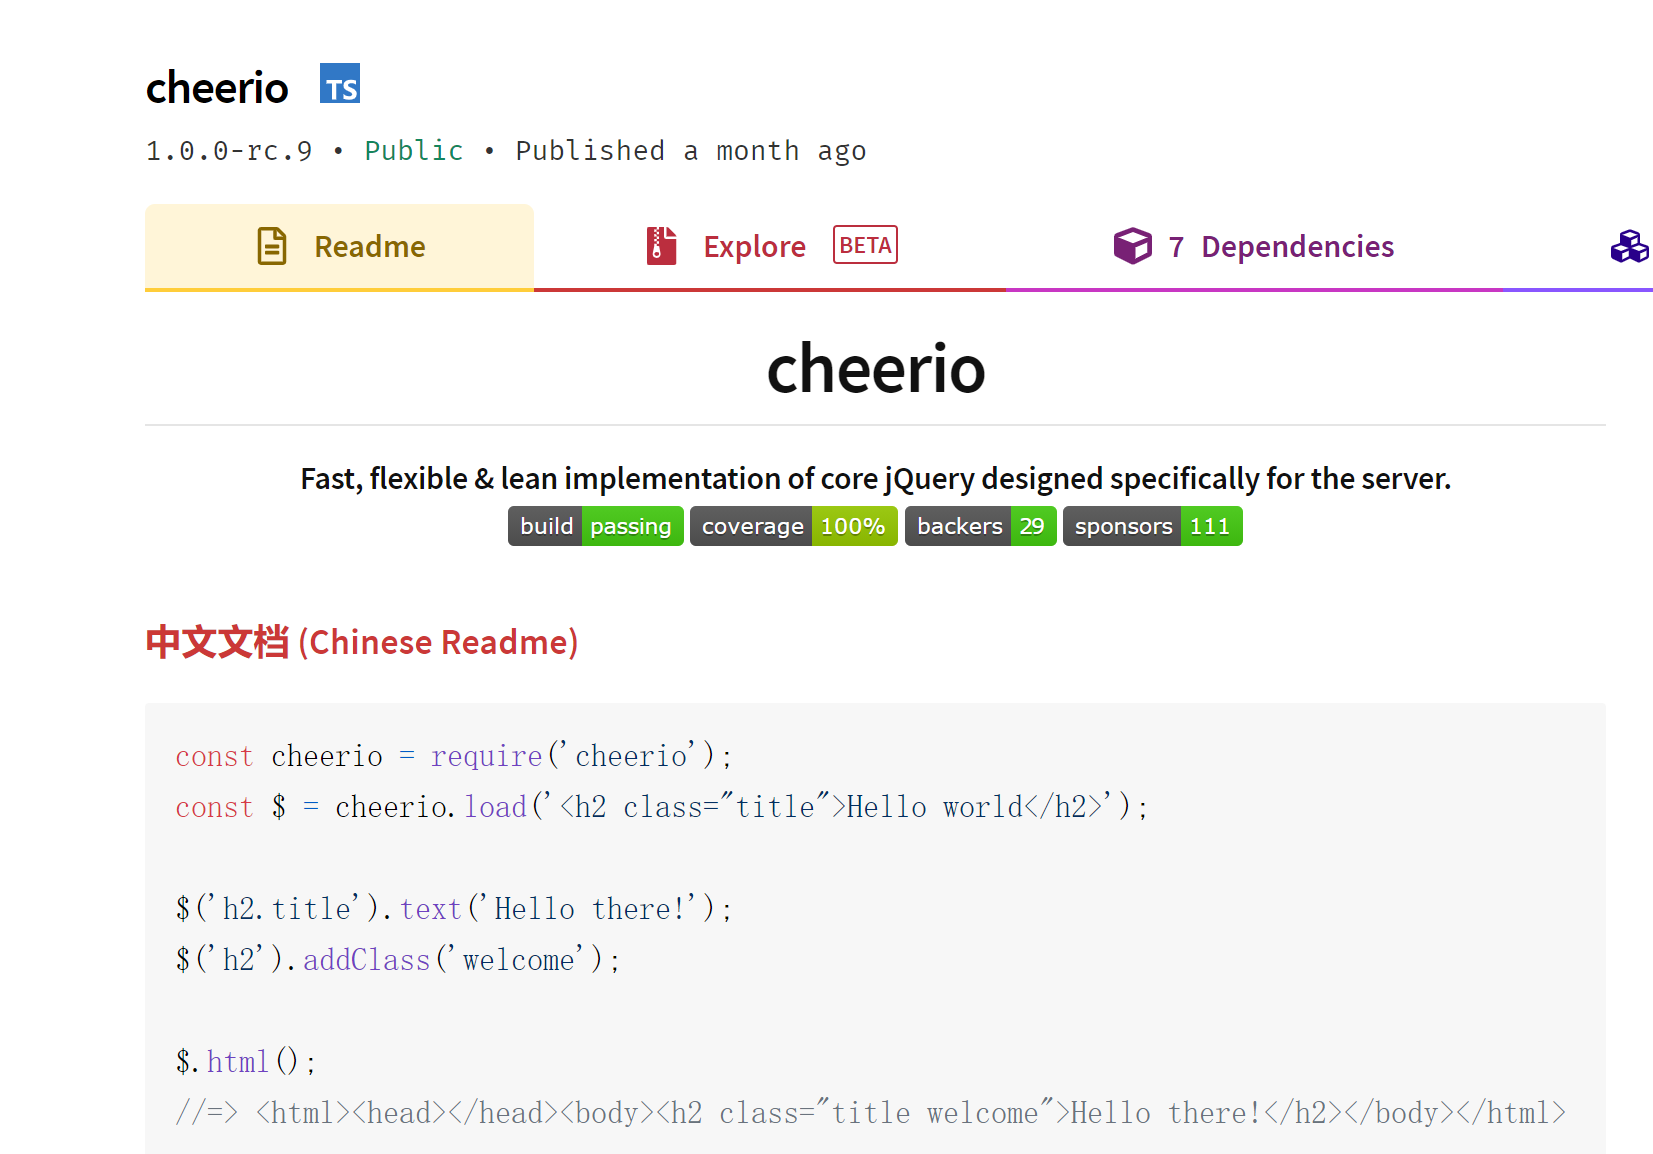 cheerio TS
1.0.0-rc.9 • Public • Published a month ago
Readme Explore BETA 7 Dependencies
cheerio
Fast, flexible & lean implementation of core jQuery designed specifically for the server.
build passing coverage 100% backers 29 sponsors 111
中文文档 (Chinese Readme)
const cheerio = require('cheerio');
const $ = cheerio.load('<h2 class="title">Hello world</h2>');
$('h2.title').text('Hello there!');
$('h2').addClass('welcome');
$.html();
//=> <html><head></head><body><h2 class="title welcome">Hello there!</h2></body></html>